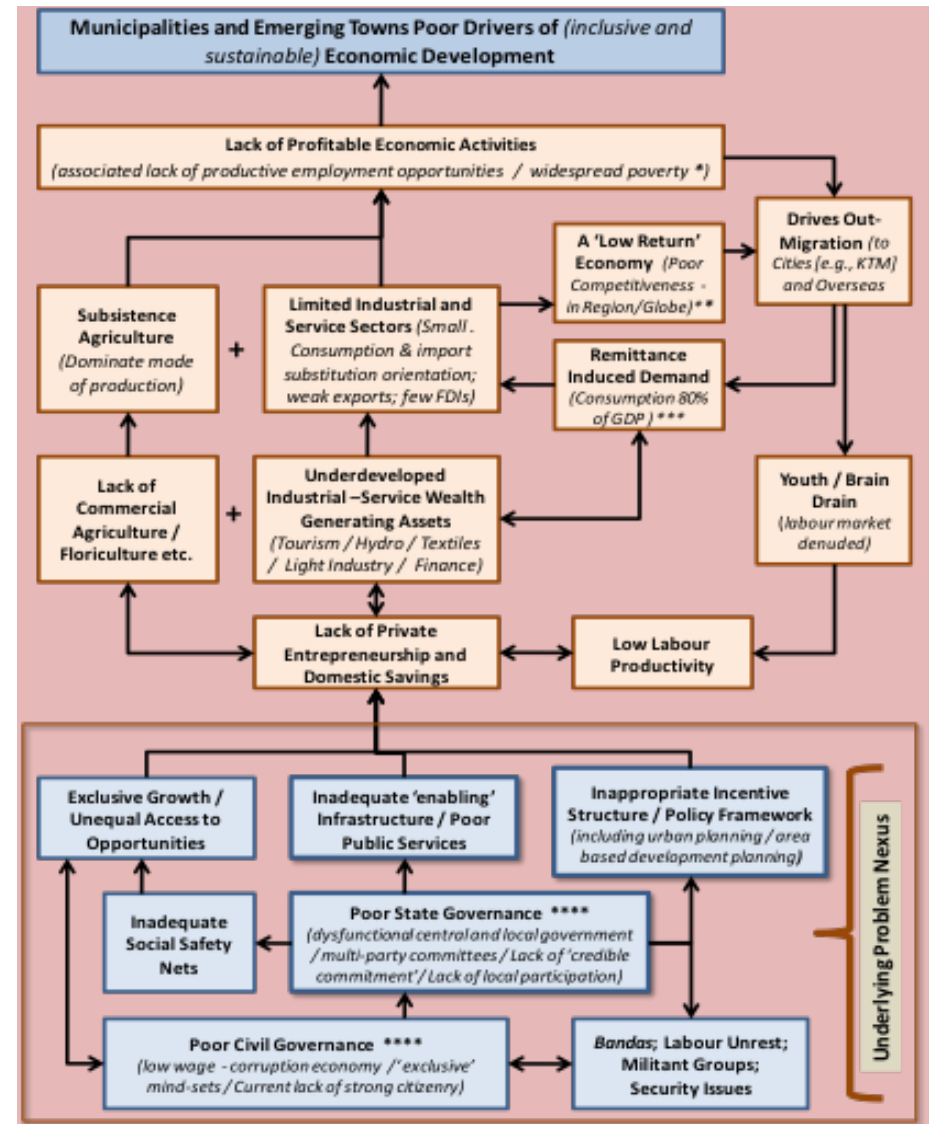 Municipalities and Emerging Towns Poor Drivers of (inclusive and
sustainable) Economic Development
Lack of Profitable Economic Activities
(associated lack of productive employment opportunities / widespread poverty *)
Subsistence
Agriculture
(Dominate mode
of production)
+
Limited Industrial and
Service Sectors (Small .
Consumption & import
substitution orientation;
weak exports; few FDIs)
A 'Low Return'
Economy (Poor
Competitiveness -
in Region/Globe)**
Drives Out-
Migration (to
Cities [e.g., KTM]
and Overseas
Remittance
Induced Demand
(Consumption 80%
of GDP) ***
Lack of
Commercial
Agriculture /
Floriculture etc.
+
Underdeveloped
Industrial –Service Wealth
Generating Assets
(Tourism / Hydro / Textiles
/ Light Industry / Finance)
Youth / Brain
Drain
(labour market
denuded)
Lack of Private
Entrepreneurship and
Domestic Savings
Low Labour
Productivity
Exclusive Growth /
Unequal Access to
Opportunities
Inadequate 'enabling'
Infrastructure / Poor
Public Services
Inappropriate Incentive
Structure / Policy Framework
(including urban planning / area
based development planning)
Inadequate
Social Safety
Nets
Poor State Governance ****
(dysfunctional central and local government
/ multi-party committees / Lack of 'credible
commitment'/ Lack of local participation)
Poor Civil Governance ****
(low wage - corruption economy /'exclusive'
mind-sets / Current lack of strong citizenry)
Bandas; Labour Unrest;
Militant Groups;
Security Issues
Underlying Problem Nexus